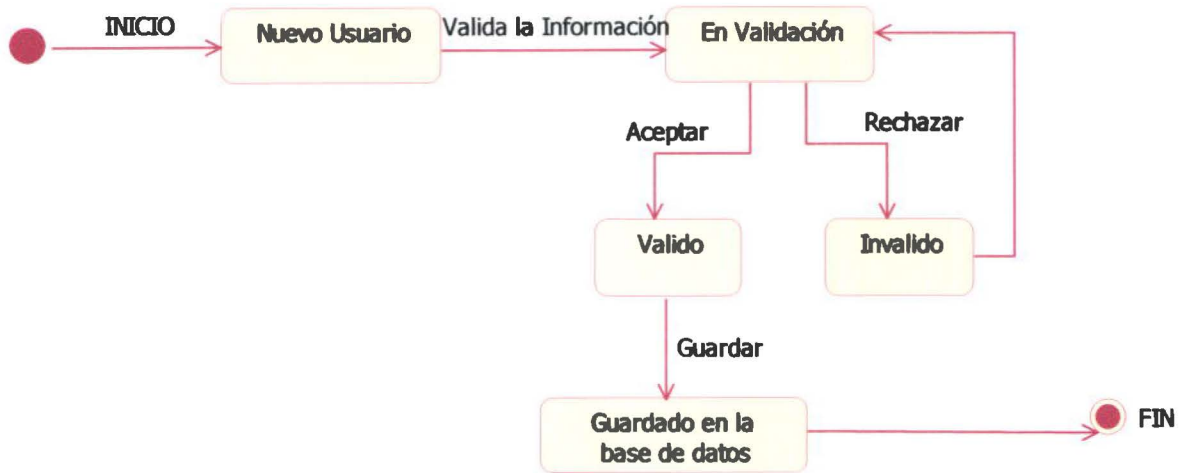 INICIO
Nuevo Usuario
Valida la Información
En Validación
Aceptar
Rechazar
Valido
Invalido
Guardar
Guardado en la
base de datos
FIN